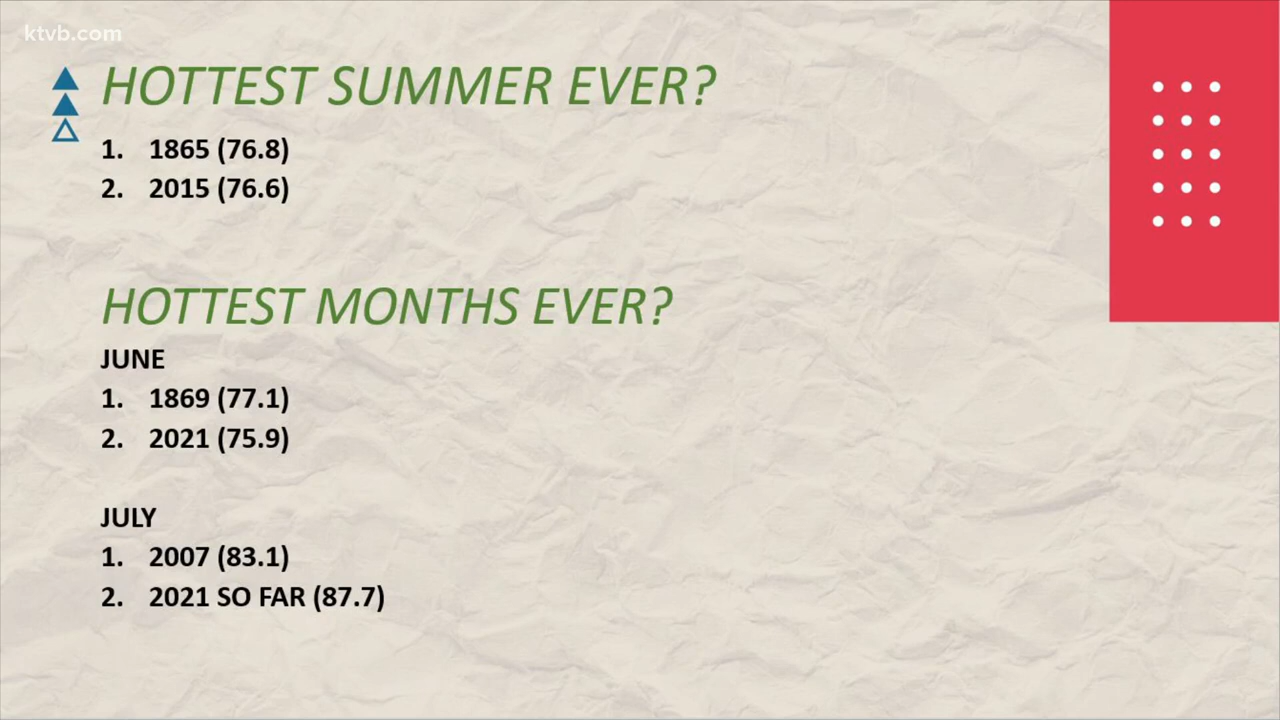 ktvb.com
HOTTEST SUMMER EVER?
1. 1865 (76.8)
2. 2015 (76.6)
HOTTEST MONTHS EVER?
JUNE
1. 1869 (77.1)
2. 2021 (75.9)
JULY
1. 2007 (83.1)
2. 2021 SO FAR (87.7)